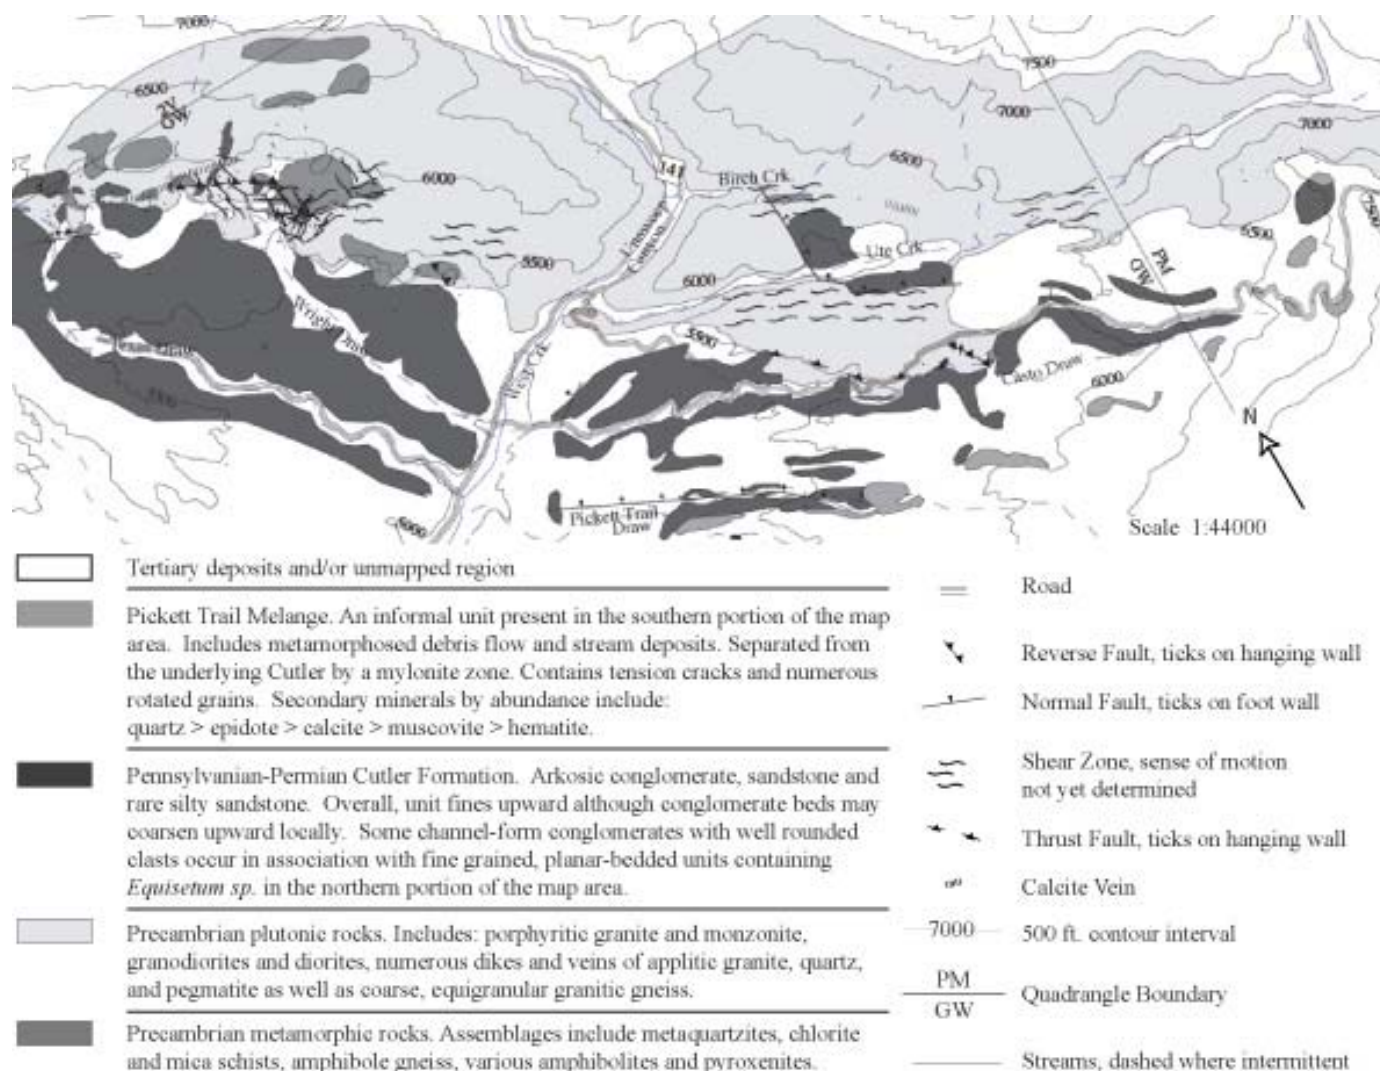 7000
7500
6500
2V
GW
7000
7000
141
6500
6000
Birch Crk
7500
Unaweep
Canyon
Ute Crk
6500
5500
6000
PM
GW
Wright Draw
5500
Draw
West Crk
Casto Draw
6000
N
Pickett Trail
Draw
6000
Scale 1:44000
Tertiary deposits and/or unmapped region
Pickett Trail Melange. An informal unit present in the southern portion of the map
area. Includes metamorphosed debris flow and stream deposits. Separated from
the underlying Cutler by a mylonite zone. Contains tension cracks and numerous
rotated grains. Secondary minerals by abundance include:
quartz > epidote > calcite > muscovite > hematite.
Pennsylvanian-Permian Cutler Formation. Arkosic conglomerate, sandstone and
rare silty sandstone. Overall, unit fines upward although conglomerate beds may
coarsen upward locally. Some channel-form conglomerates with well rounded
clasts occur in association with fine grained, planar-bedded units containing
Equisetum sp. in the northern portion of the map area.
Precambrian plutonic rocks. Includes: porphyritic granite and monzonite,
granodiorites and diorites, numerous dikes and veins of applitic granite, quartz,
and pegmatite as well as coarse, equigranular granitic gneiss.
Precambrian metamorphic rocks. Assemblages include metaquartzites, chlorite
and mica schists, amphibole gneiss, various amphibolites and pyroxenites.
Road
Reverse Fault, ticks on hanging wall
Normal Fault, ticks on foot wall
Shear Zone, sense of motion
not yet determined
Thrust Fault, ticks on hanging wall
Calcite Vein
7000
500 ft. contour interval
PM
GW
Quadrangle Boundary
Streams, dashed where intermittent